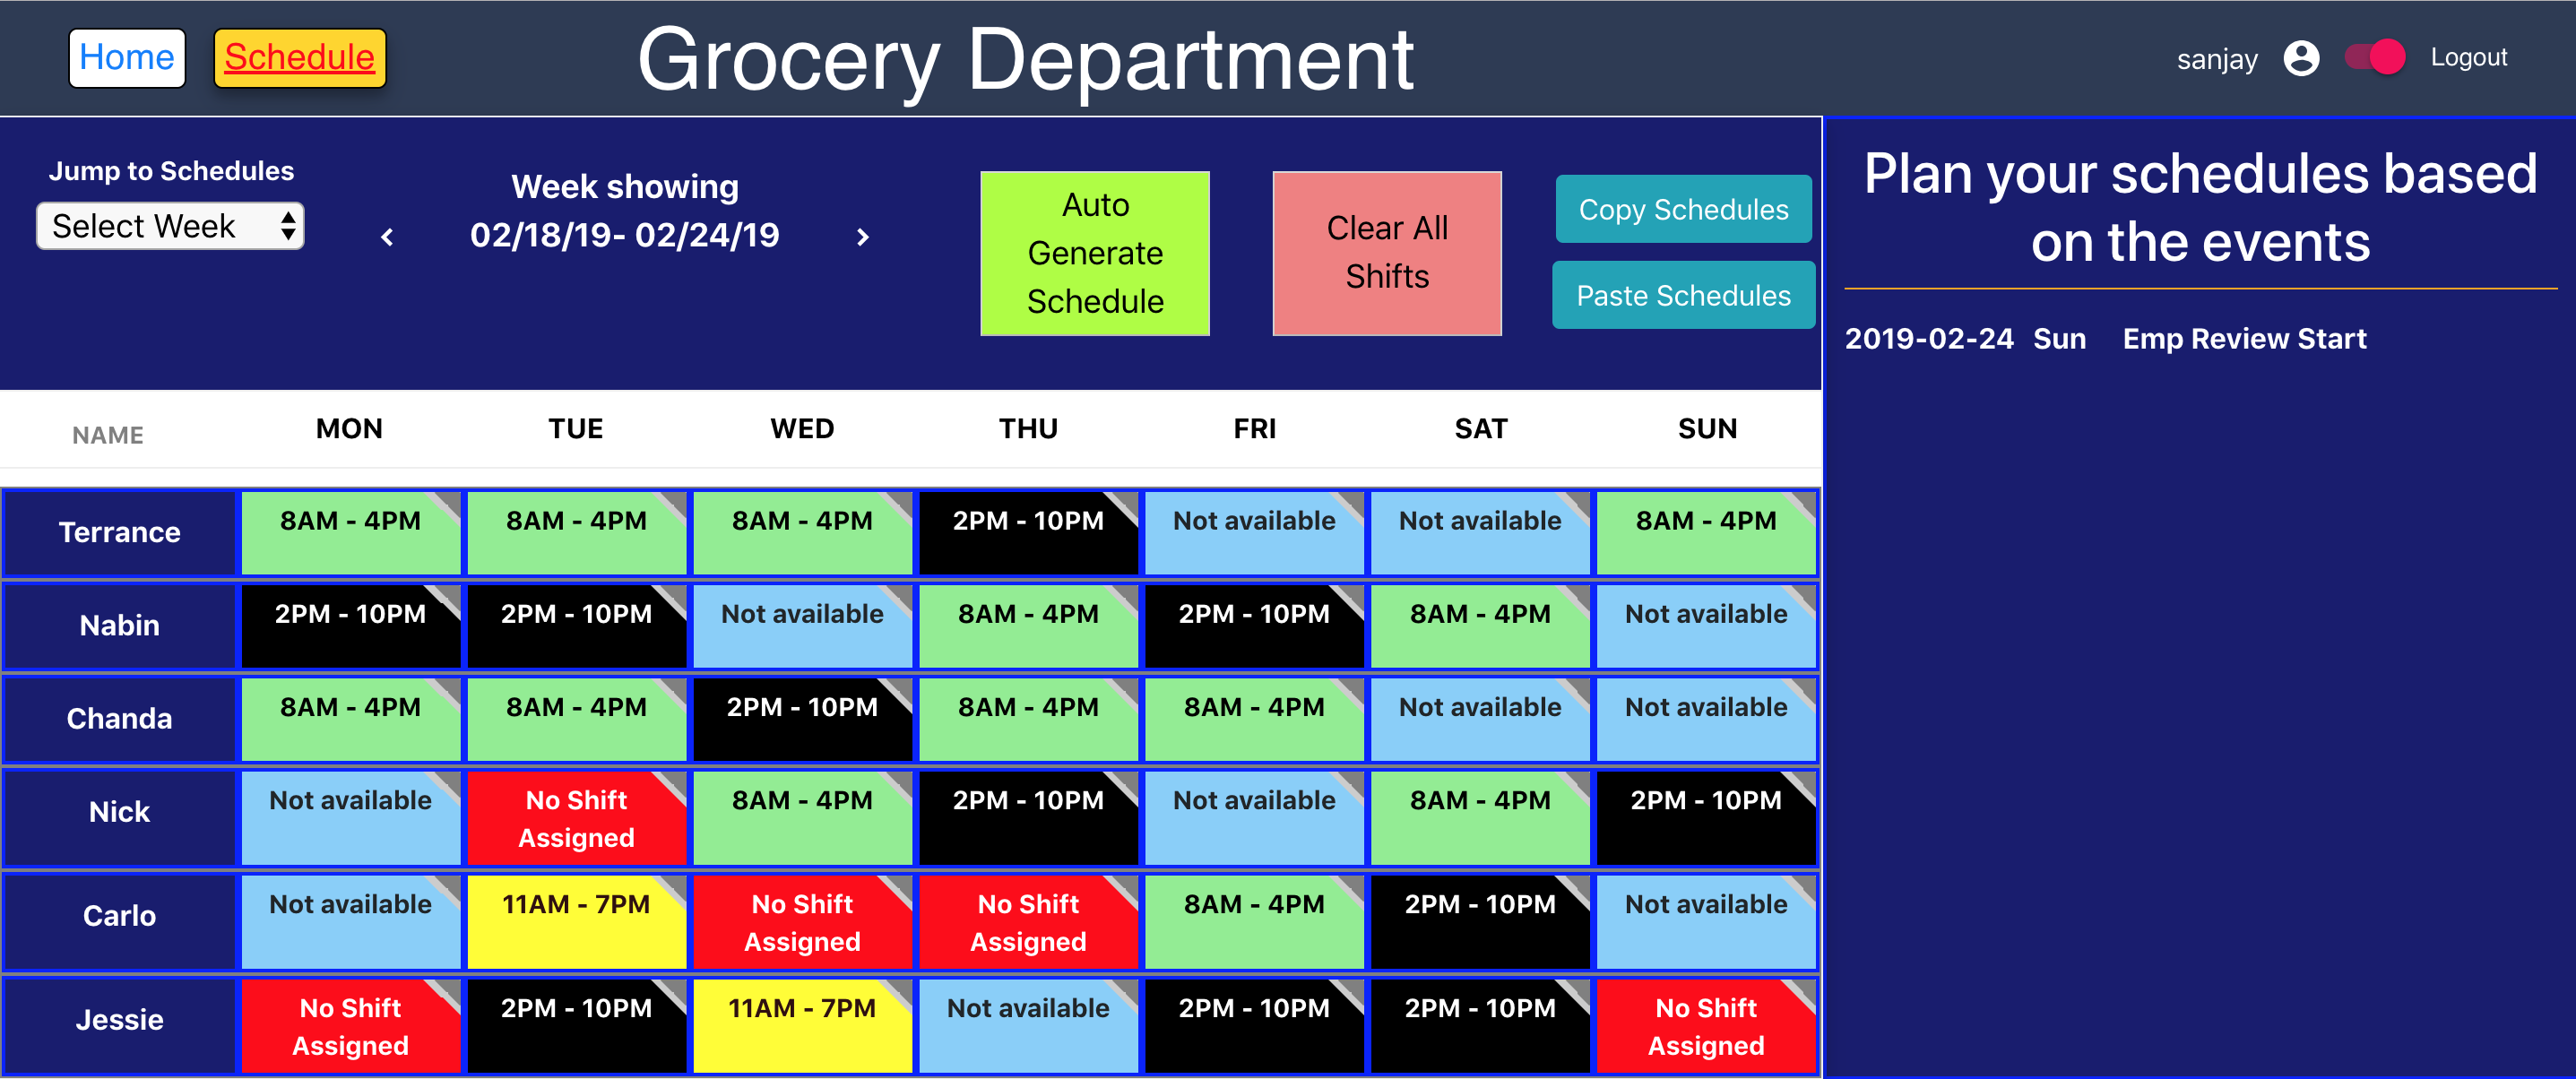 Home
Schedule
Grocery Department
sanjay
Logout
Jump to Schedules
Select Week
Week showing
02/18/19- 02/24/19
Auto
Generate
Schedule
Clear All
Shifts
Copy Schedules
Paste Schedules
Plan your schedules based
on the events
2019-02-24 Sun Emp Review Start
NAME MON TUE WED THU FRI SAT SUN
Terrance 8AM - 4PM 8AM - 4PM 8AM - 4PM 2PM - 10PM Not available Not available 8AM - 4PM
Nabin 2PM - 10PM 2PM - 10PM Not available 8AM - 4PM 2PM - 10PM 8AM - 4PM Not available
Chanda 8AM - 4PM 8AM - 4PM 2PM - 10PM 8AM - 4PM 8AM - 4PM Not available Not available
Nick Not available No Shift Assigned 8AM - 4PM 2PM - 10PM Not available 8AM - 4PM 2PM - 10PM
Carlo Not available 11AM - 7PM No Shift Assigned No Shift Assigned 8AM - 4PM 2PM - 10PM Not available
Jessie No Shift Assigned 2PM - 10PM 11AM - 7PM Not available 2PM - 10PM 2PM - 10PM No Shift Assigned